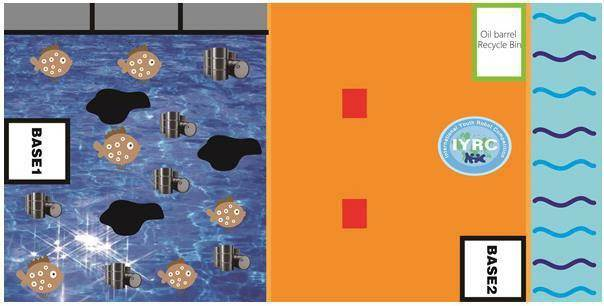 Oil barrel
Recycle Bin
BASE1
International Youth Robot Competition
IYRC
BASE2